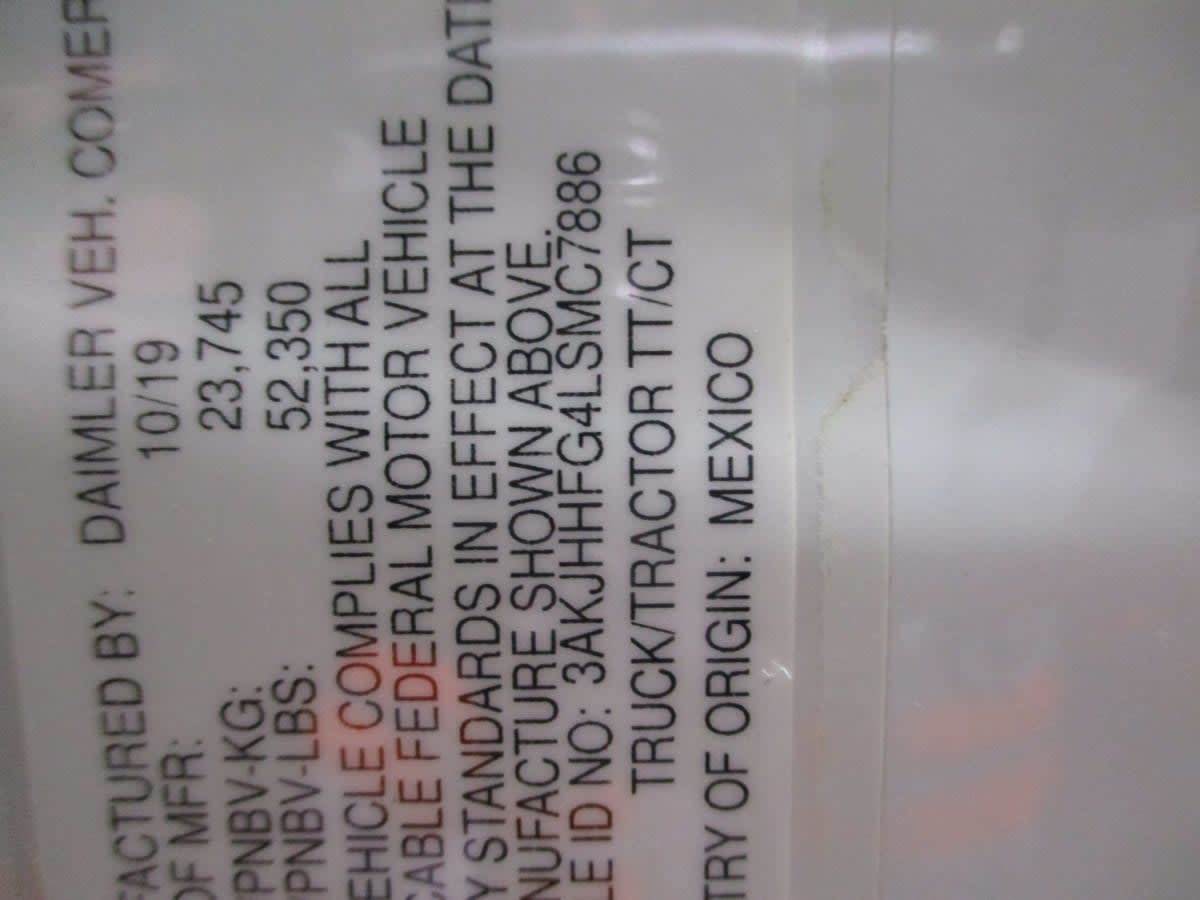 FACTURED BY: DAIMLER VEH. COMER
OF MFR: 10/19
PNBV-KG: 23,745
PNBV-LBS: 52,350
EHICLE COMPLIES WITH ALL
CABLE FEDERAL MOTOR VEHICLE
Y STANDARDS IN EFFECT AT THE DATE
NUFACTURE SHOWN ABOVE.
LE ID NO: 3AKJHHFG4LSMC7886
TRUCK/TRACTOR TT/CT
TRY OF ORIGIN: MEXICO